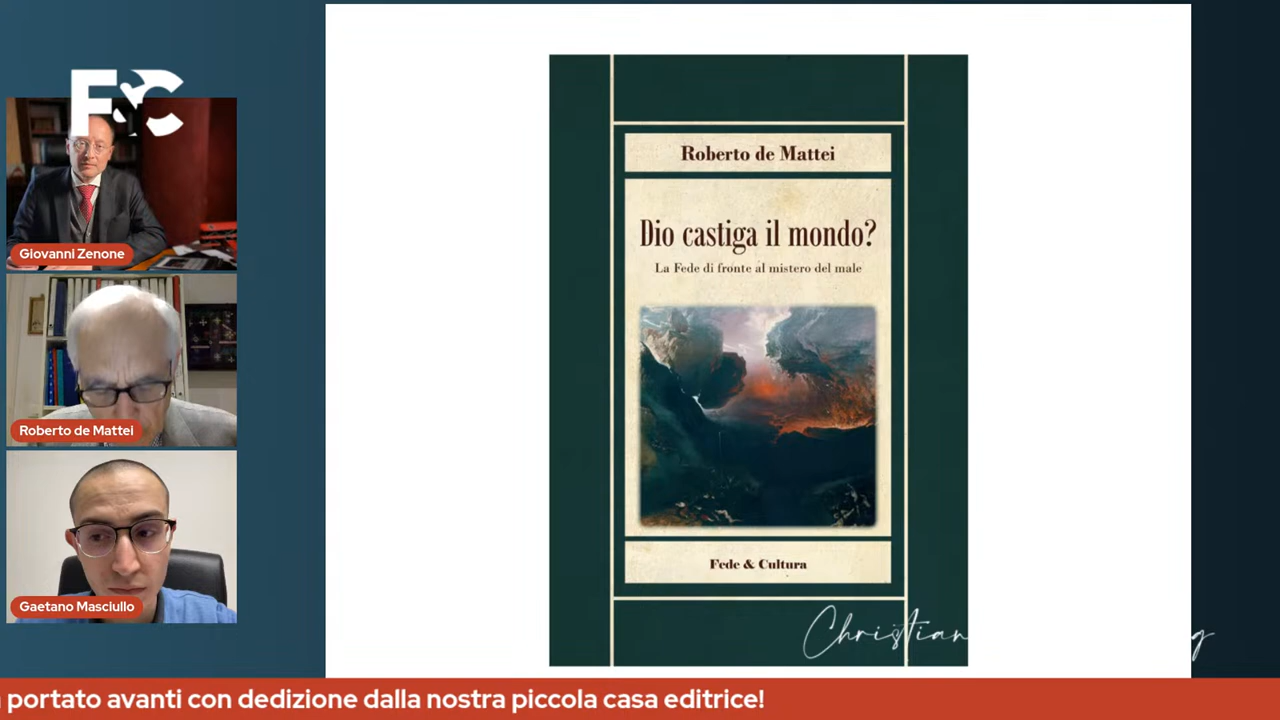 F&C
Giovanni Zenone
Roberto de Mattei
Gaetano Masciullo
Roberto de Mattei
Dio castiga il mondo?
La Fede di fronte al mistero del male
Fede & Cultura
Christian
portato avanti con dedizione dalla nostra piccola casa editrice!